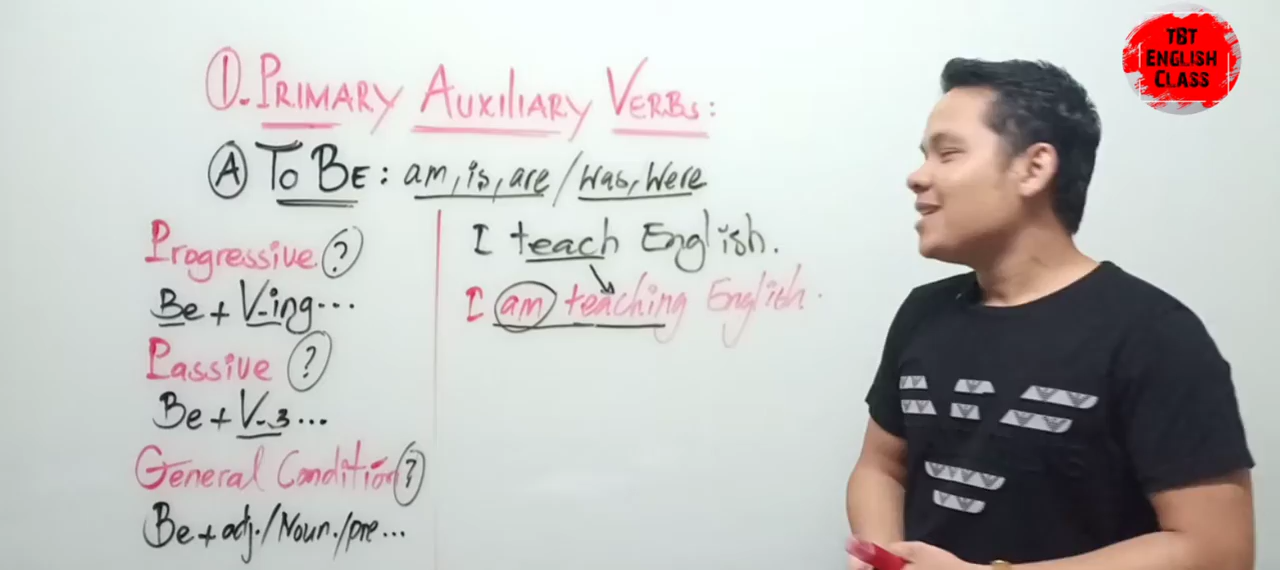 ①. PRIMARY AUXILIARY VERBS:
Ⓐ TO BE: am, is, are / was, were
Progressive ?
Be + V-ing...
Passive ?
Be + V-3...
General Condition ?
Be + adj./Noun./pre...
I teach English.
I am teaching English.
TBT
ENGLISH
CLASS